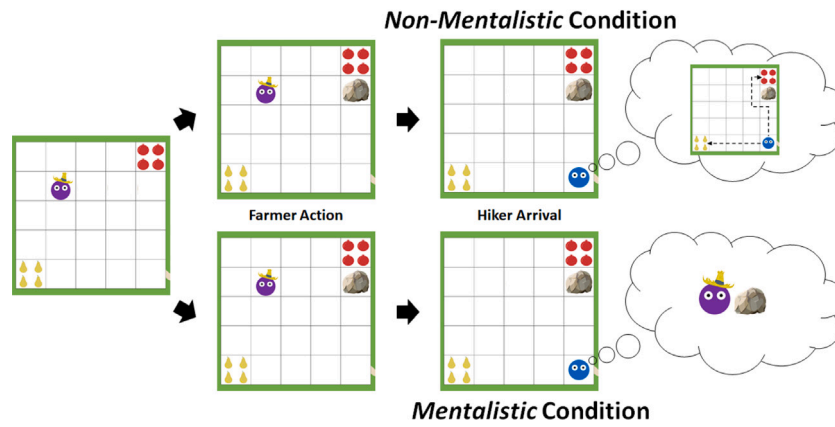 Non-Mentalistic Condition
Farmer Action
Hiker Arrival
Mentalistic Condition